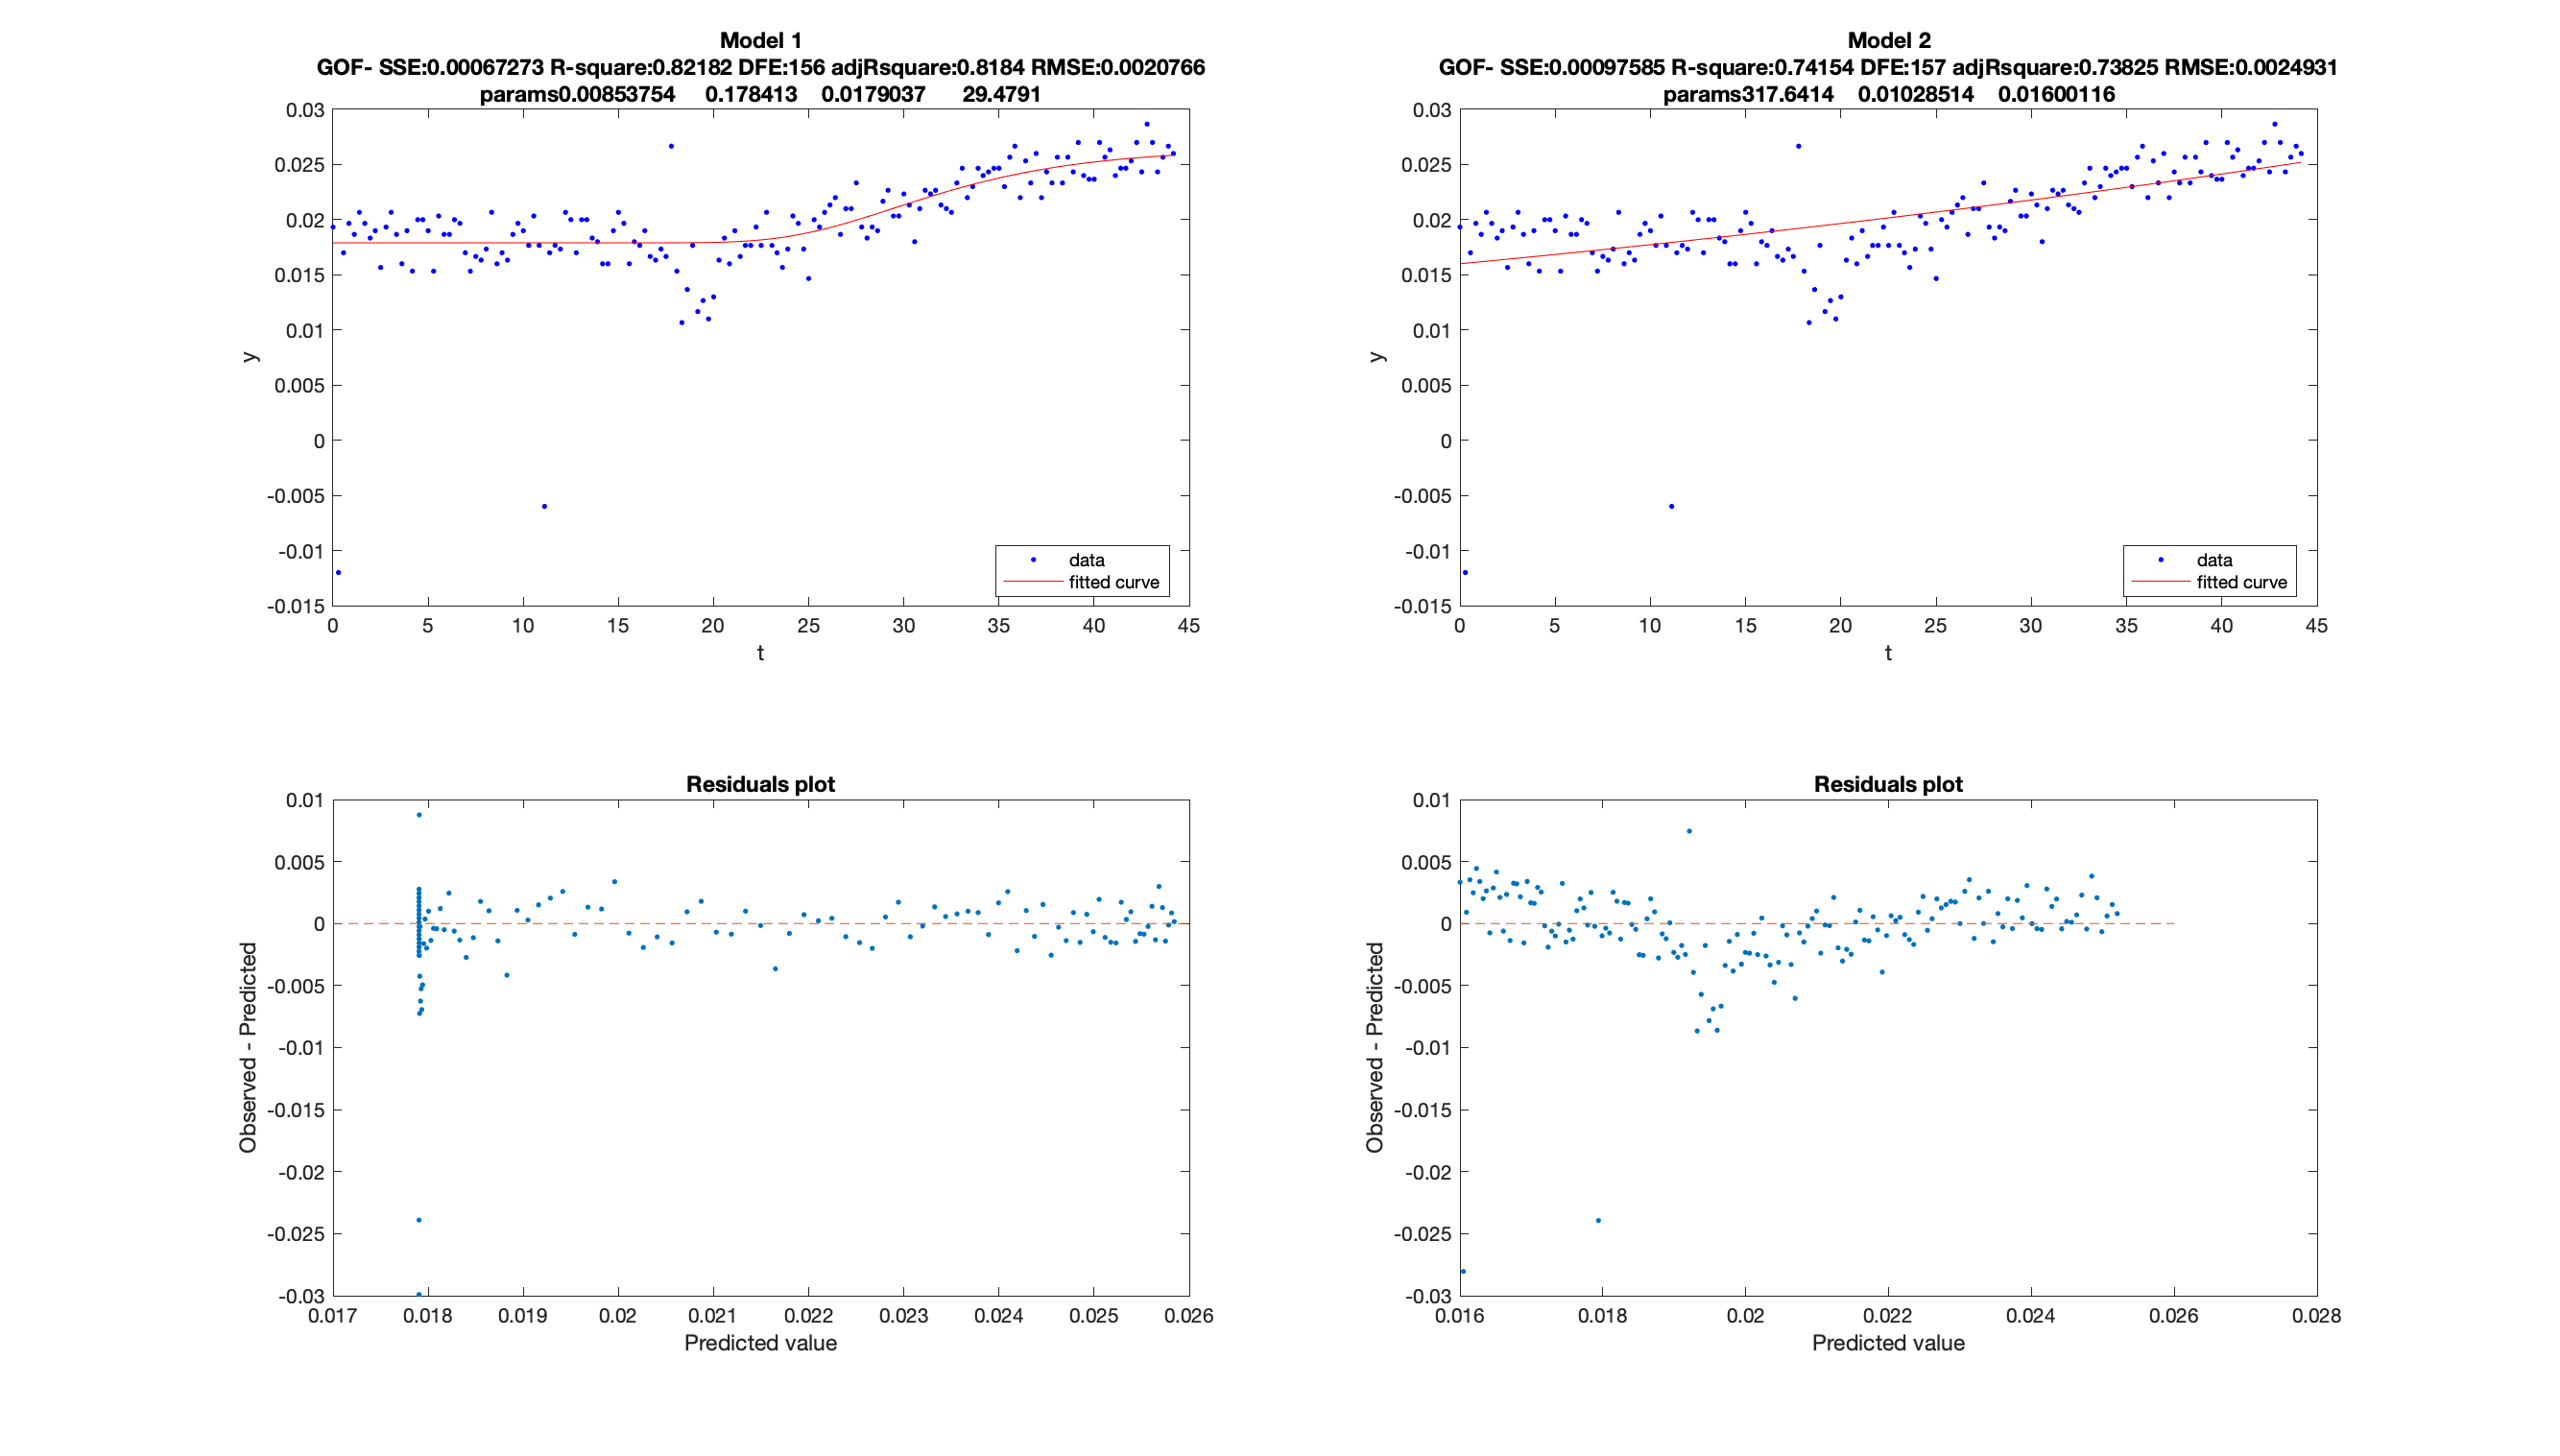 Model 1
GOF- SSE:0.00067273 R-square:0.82182 DFE:156 adjRsquare:0.8184 RMSE:0.0020766
params0.00853754 0.178413 0.0179037 29.4791
0.03
0.025
0.02
0.015
0.01
0.005
0
-0.005
-0.01
-0.015
y
0 5 10 15 20 25 30 35 40 45
t
data
fitted curve
Model 2
GOF- SSE:0.00097585 R-square:0.74154 DFE:157 adjRsquare:0.73825 RMSE:0.0024931
params317.6414 0.01028514 0.01600116
0.03
0.025
0.02
0.015
0.01
0.005
0
-0.005
-0.01
-0.015
y
0 5 10 15 20 25 30 35 40 45
t
data
fitted curve
Residuals plot
0.01
0.005
0
-0.005
-0.01
-0.015
-0.02
-0.025
-0.03
Observed - Predicted
0.017 0.018 0.019 0.02 0.021 0.022 0.023 0.024 0.025 0.026
Predicted value
Residuals plot
0.01
0.005
0
-0.005
-0.01
-0.015
-0.02
-0.025
-0.03
Observed - Predicted
0.016 0.018 0.02 0.022 0.024 0.026 0.028
Predicted value